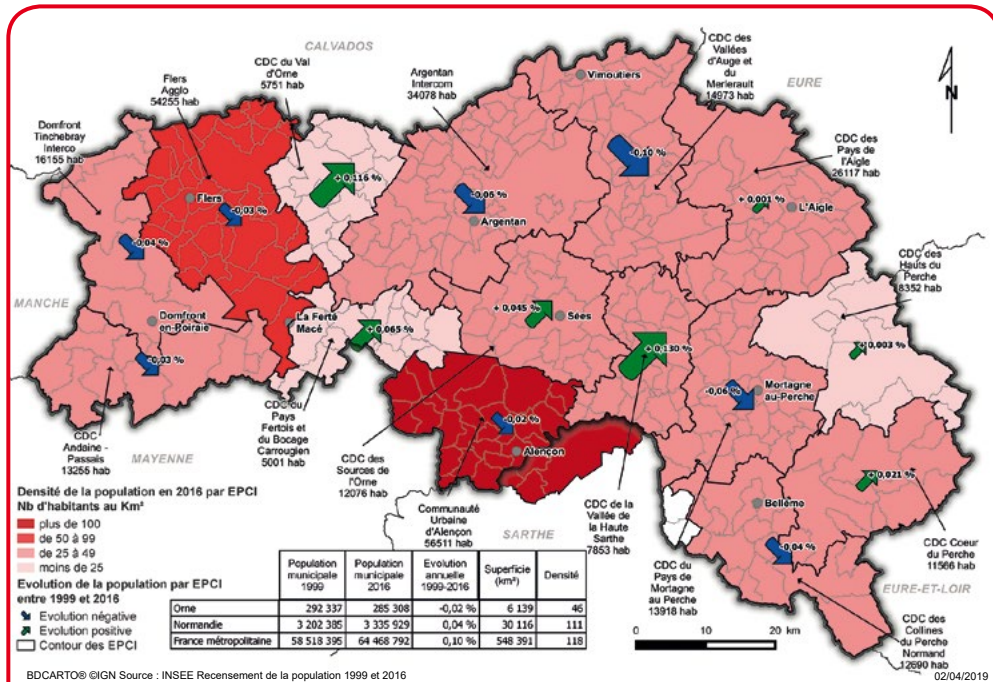 CALVADOS
CDC du Val
d'Orne
5751 hab
Flers
Agglo
54255 hab
Domfront
Tinchebray
Interco
16155 hab
Argentan
Intercom
34078 hab
Vimoutiers
CDC des
Vallées
d'Auge et
du
Merlerault
14973 hab
EURE
N
CDC des
Pays de
l'Aigle
26117 hab
-0,10 %
+ 0,116 %
-0,06 %
+ 0,001 %
L'Aigle
Flers
-0,03 %
Argentan
-0,04 %
CDC des
Hauts du
Perche
8352 hab
MANCHE
Domfront
en-Poiraie
La Ferté
Macé
+ 0,065 %
+ 0,045 %
Sées
+ 0,130 %
+ 0,003 %
-0,03 %
-0,06 %
Mortagne
au-Perche
CDC
Andaine -
Passais
13255 hab
MAYENNE
CDC du
Pays
Fertois et
du Bocage
Carrougien
5001 hab
-0,02 %
Alençon
CDC des
Sources de
l'Orne
12076 hab
Communauté
Urbaine
d'Alençon
56511 hab
SARTHE
CDC de la
Vallée de
la Haute
Sarthe
7853 hab
Bellême
+ 0,021 %
-0,04 %
CDC Coeur
du Perche
11566 hab
EURE-ET-LOIR
CDC du
Pays de
Mortagne
au Perche
13918 hab
CDC des
Collines
du Perche
Normand
12690 hab
Densité de la population en 2016 par EPCI
Nb d'habitants au Km²
plus de 100
de 50 à 99
de 25 à 49
moins de 25
Evolution de la population par EPCI
entre 1999 et 2016
Evolution négative
Evolution positive
Contour des EPCI
Population municipale 1999 Population municipale 2016 Evolution annuelle 1999-2016 Superficie (km²) Densité
Orne 292 337 285 308 -0,02 % 6 139 46
Normandie 3 202 385 3 335 929 0,04 % 30 116 111
France métropolitaine 58 518 395 64 468 792 0,10 % 548 391 118
0 10 20
km
BDCARTO® ©IGN Source : INSEE Recensement de la population 1999 et 2016
02/04/2019